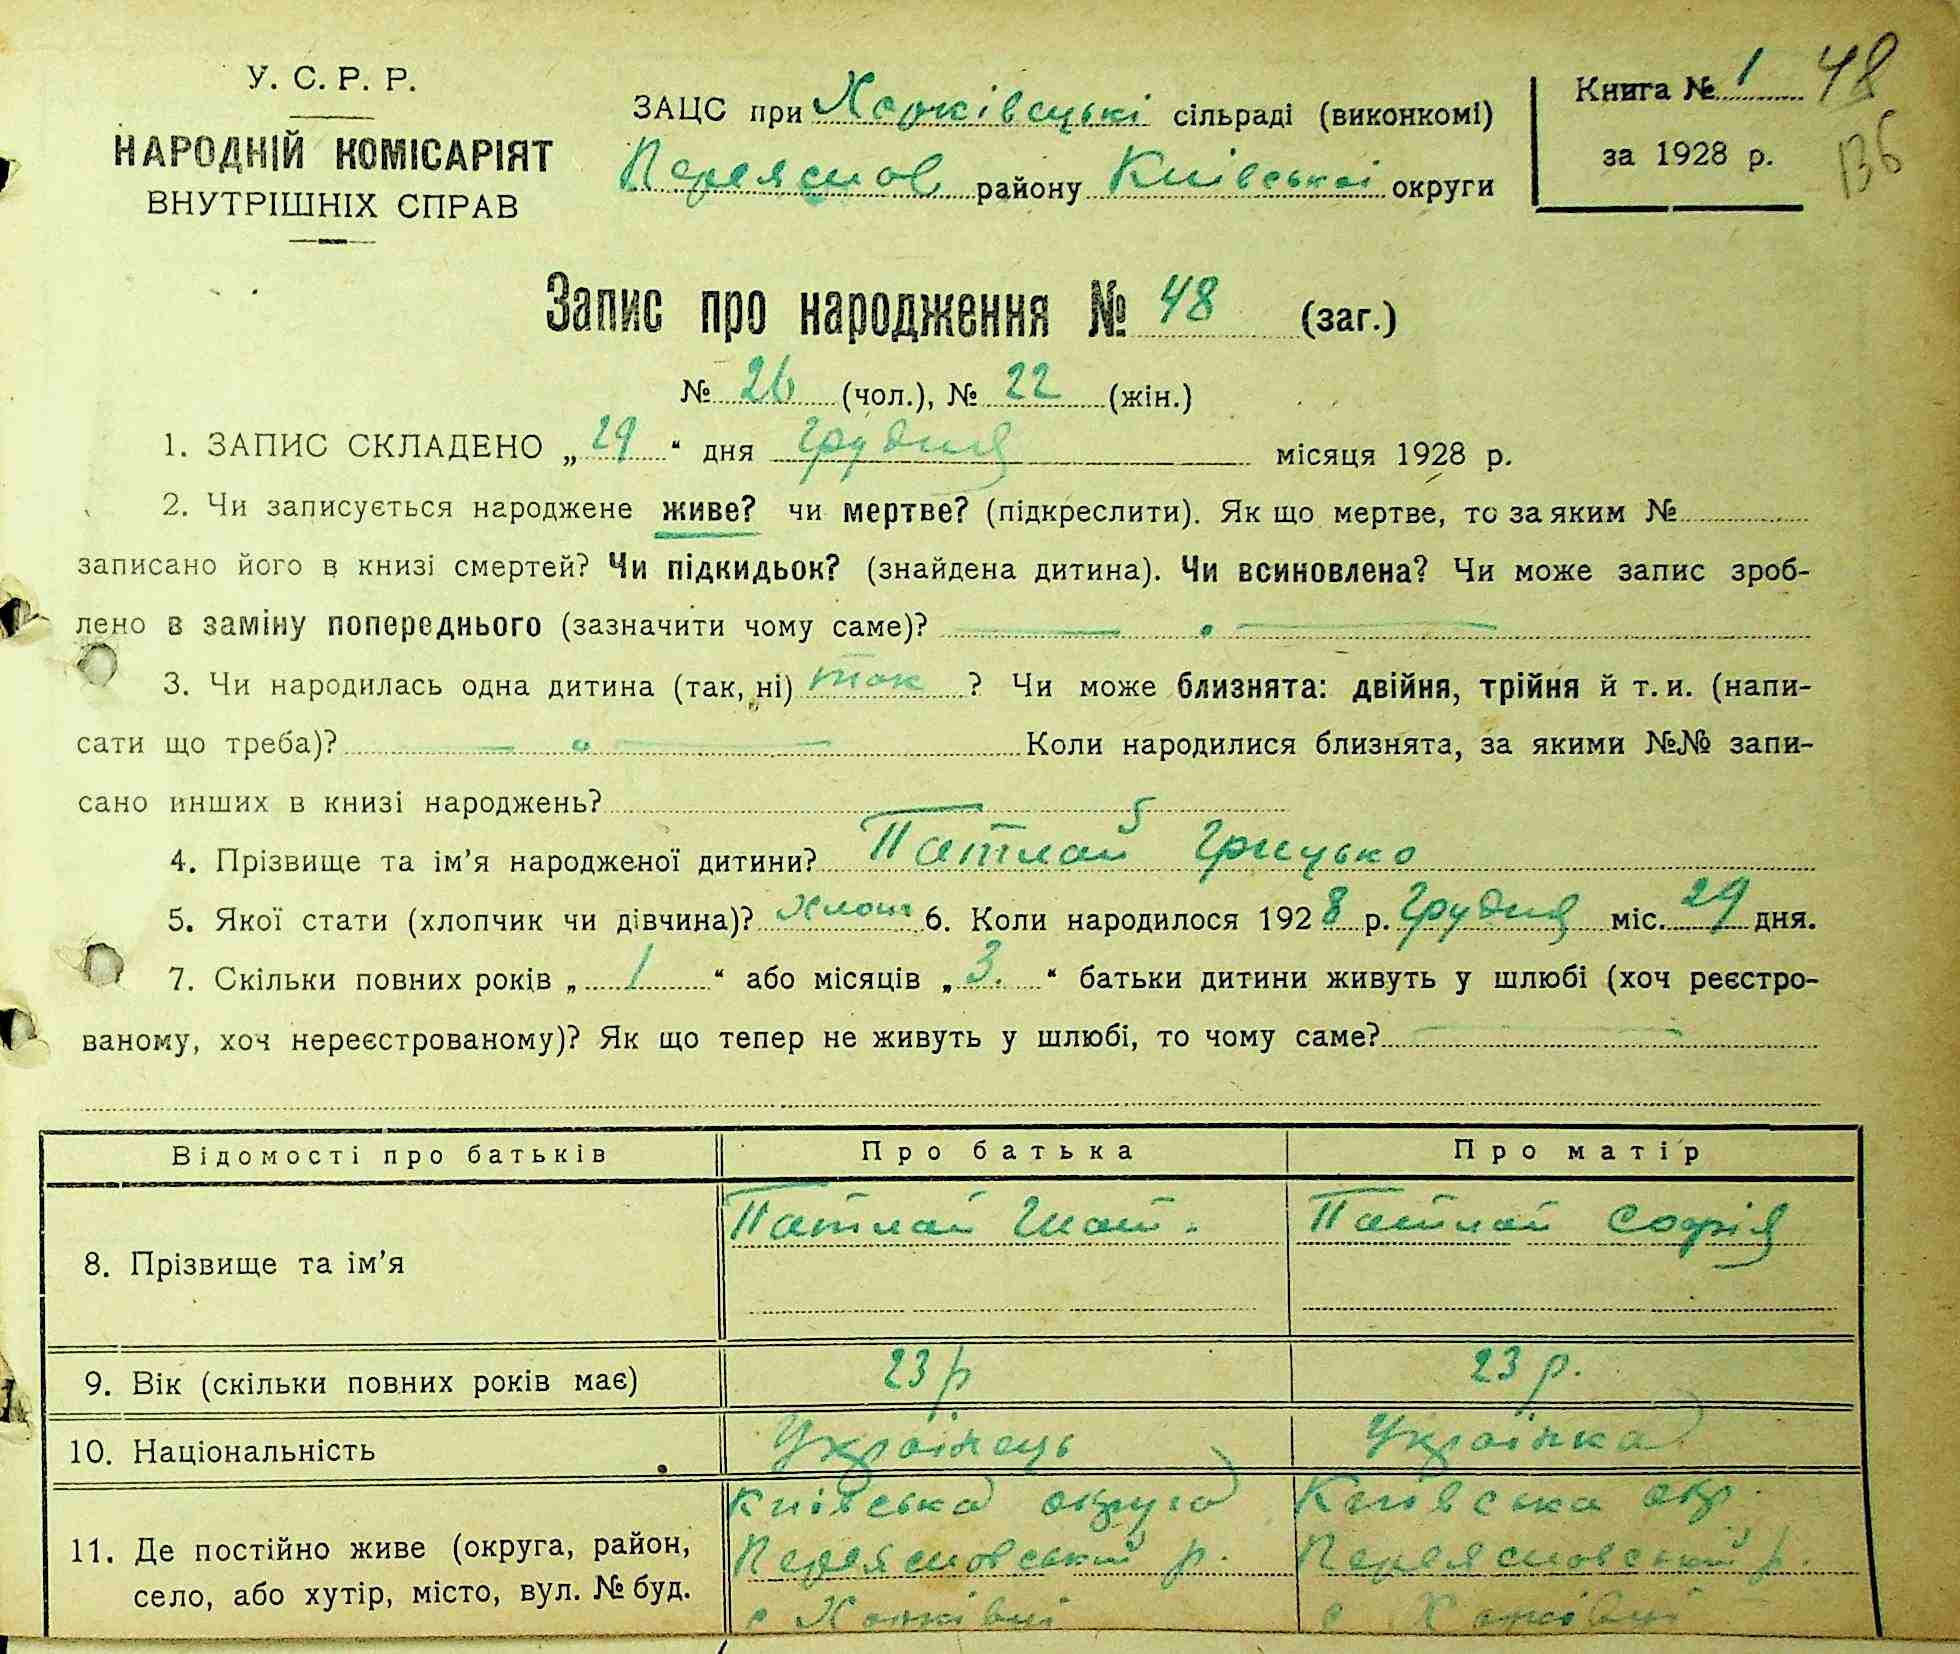 У. С. Р. Р.
НАРОДНІЙ КОМІСАРІЯТ
ВНУТРІШНІХ СПРАВ
ЗАЦС при Харківецькі сільраді (виконкомі)
Переяслов району Київської округи
Книга № 1
за 1928 р.
48
136
Запис про народження № 48 (заг.)
№ 26 (чол.), № 22 (жін.)
1. ЗАПИС СКЛАДЕНО „ 29 “ дня грудня місяця 1928 р.
2. Чи записується народжене живе? чи мертве? (підкреслити). Як що мертве, то за яким №
записано його в книзі смертей? Чи підкидьок? (знайдена дитина). Чи всиновлена? Чи може запис зроб-
лено в заміну попереднього (зазначити чому саме)?
3. Чи народилась одна дитина (так, ні) так ? Чи може близнята: двійня, трійня й т. и. (напи-
сати що треба)? Коли народилися близнята, за якими №№ запи-
сано инших в книзі народжень?
4. Прізвище та ім’я народженої дитини? Патлай Грицько
5. Якої стати (хлопчик чи дівчина)? хлоп 6. Коли народилося 1928 р. Грудня міс. 29 дня.
7. Скільки повних років „ 1 “ або місяців „ 3. “ батьки дитини живуть у шлюбі (хоч реєстро-
ваному, хоч нереєстрованому)? Як що тепер не живуть у шлюбі, то чому саме?
Відомості про батьків Про батька Про матір
8. Прізвище та ім’я Патлай Патлай Софія
9. Вік (скільки повних років має) 23 р 23 р.
10. Національність Українець Українка
11. Де постійно живе (округа, район, село, або хутір, місто, вул. № буд.
Київська округа Київська окр.
Переясловський р. Переясловський р.
с Харківці с Харківці